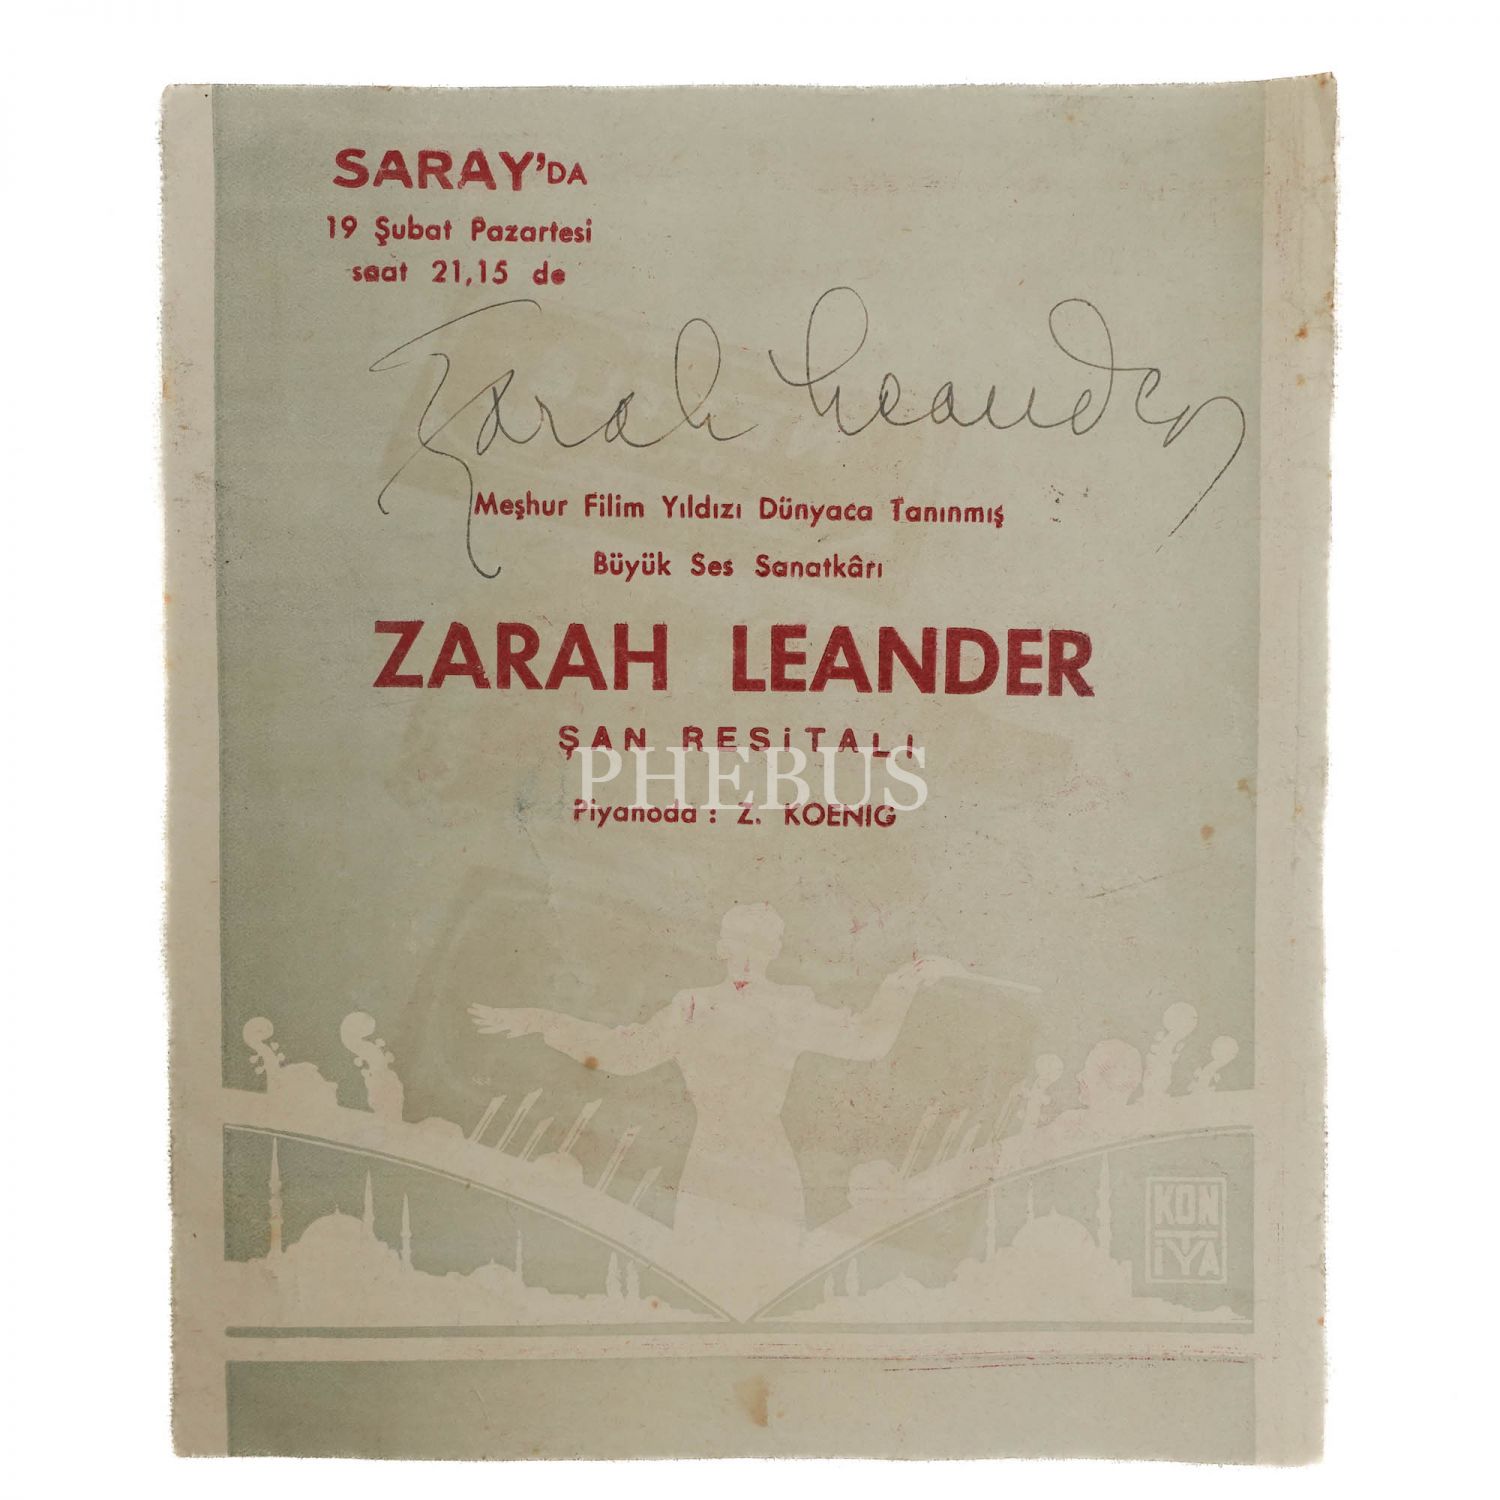 SARAY'DA
19 Şubat Pazartesi
saat 21,15 de
Zarah Leander
Meşhur Filim Yıldızı Dünyaca Tanınmış
Büyük Ses Sanatkârı
ZARAH LEANDER
ŞAN RESİTALİ
PHEBUS
Piyanoda : Z. KOENIG
KON
İYA